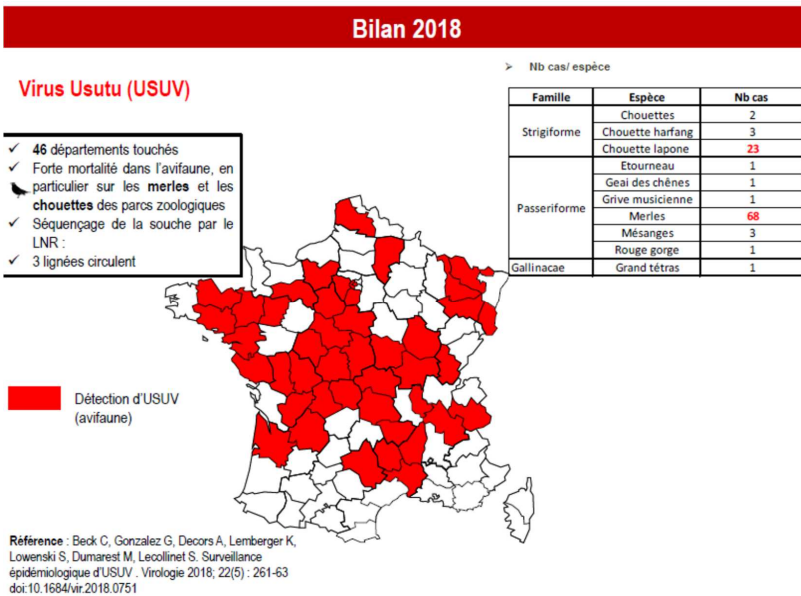 Bilan 2018
Virus Usutu (USUV)
✓ 46 départements touchés
✓ Forte mortalité dans l'avifaune, en
particulier sur les merles et les
chouettes des parcs zoologiques
✓ Séquençage de la souche par le
LNR :
✓ 3 lignées circulent
➢ Nb cas/ espèce
Famille Espèce Nb cas
Strigiforme Chouettes 2
Chouette harfang 3
Chouette lapone 23
Passeriforme Etourneau 1
Geai des chênes 1
Grive musicienne 1
Merles 68
Mésanges 3
Rouge gorge 1
Gallinacae Grand tétras 1
Détection d'USUV
(avifaune)
Référence : Beck C, Gonzalez G, Decors A, Lemberger K,
Lowenski S, Dumarest M, Lecollinet S. Surveillance
épidémiologique d'USUV . Virologie 2018; 22(5) : 261-63
doi:10.1684/vir.2018.0751